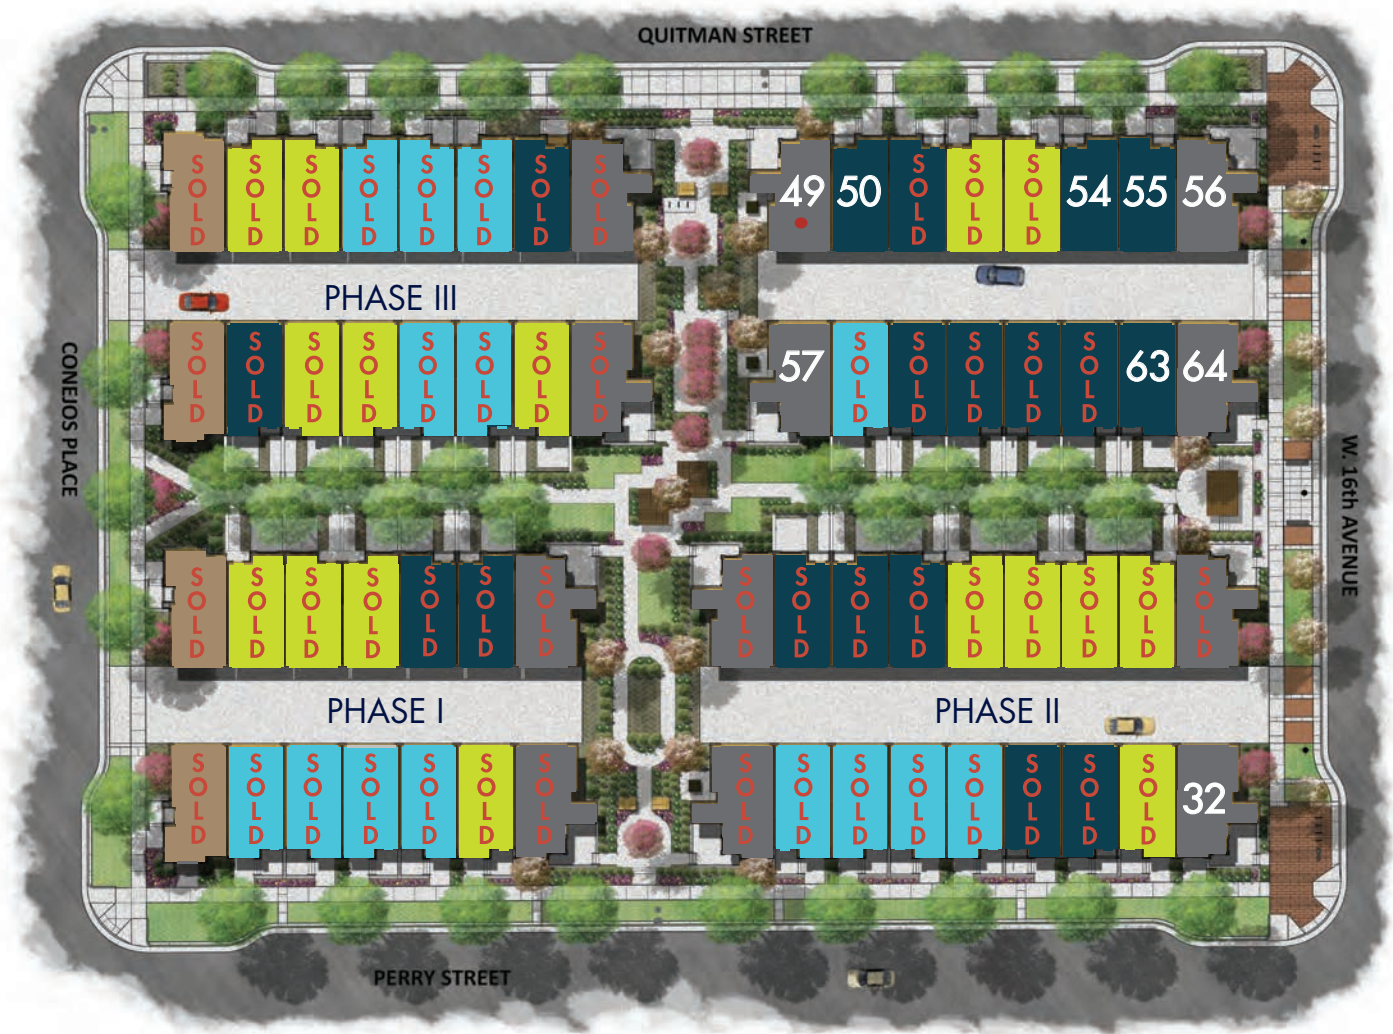 QUITMAN STREET
SOLD SOLD SOLD SOLD SOLD SOLD SOLD SOLD 49 50 SOLD SOLD SOLD 54 55 56
PHASE III
SOLD SOLD SOLD SOLD SOLD SOLD SOLD SOLD 57 SOLD SOLD SOLD SOLD SOLD 63 64
CONEJOS PLACE
W. 16th AVENUE
SOLD SOLD SOLD SOLD SOLD SOLD SOLD SOLD SOLD SOLD SOLD SOLD SOLD SOLD SOLD SOLD
PHASE I
PHASE II
SOLD SOLD SOLD SOLD SOLD SOLD SOLD SOLD SOLD SOLD SOLD SOLD SOLD SOLD SOLD 32
PERRY STREET